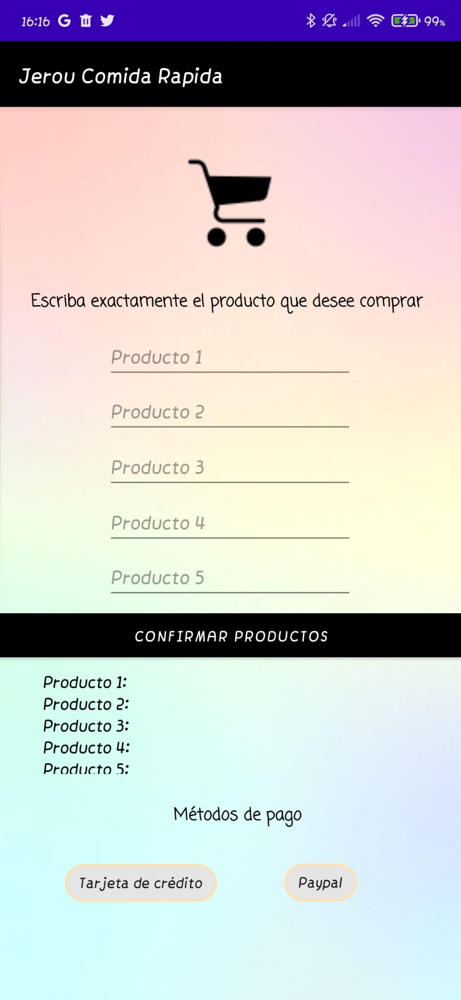 16:16 99%
Jerou Comida Rapida
Escriba exactamente el producto que desee comprar
Producto 1
Producto 2
Producto 3
Producto 4
Producto 5
CONFIRMAR PRODUCTOS
Producto 1:
Producto 2:
Producto 3:
Producto 4:
Producto 5:
Métodos de pago
Tarjeta de crédito Paypal